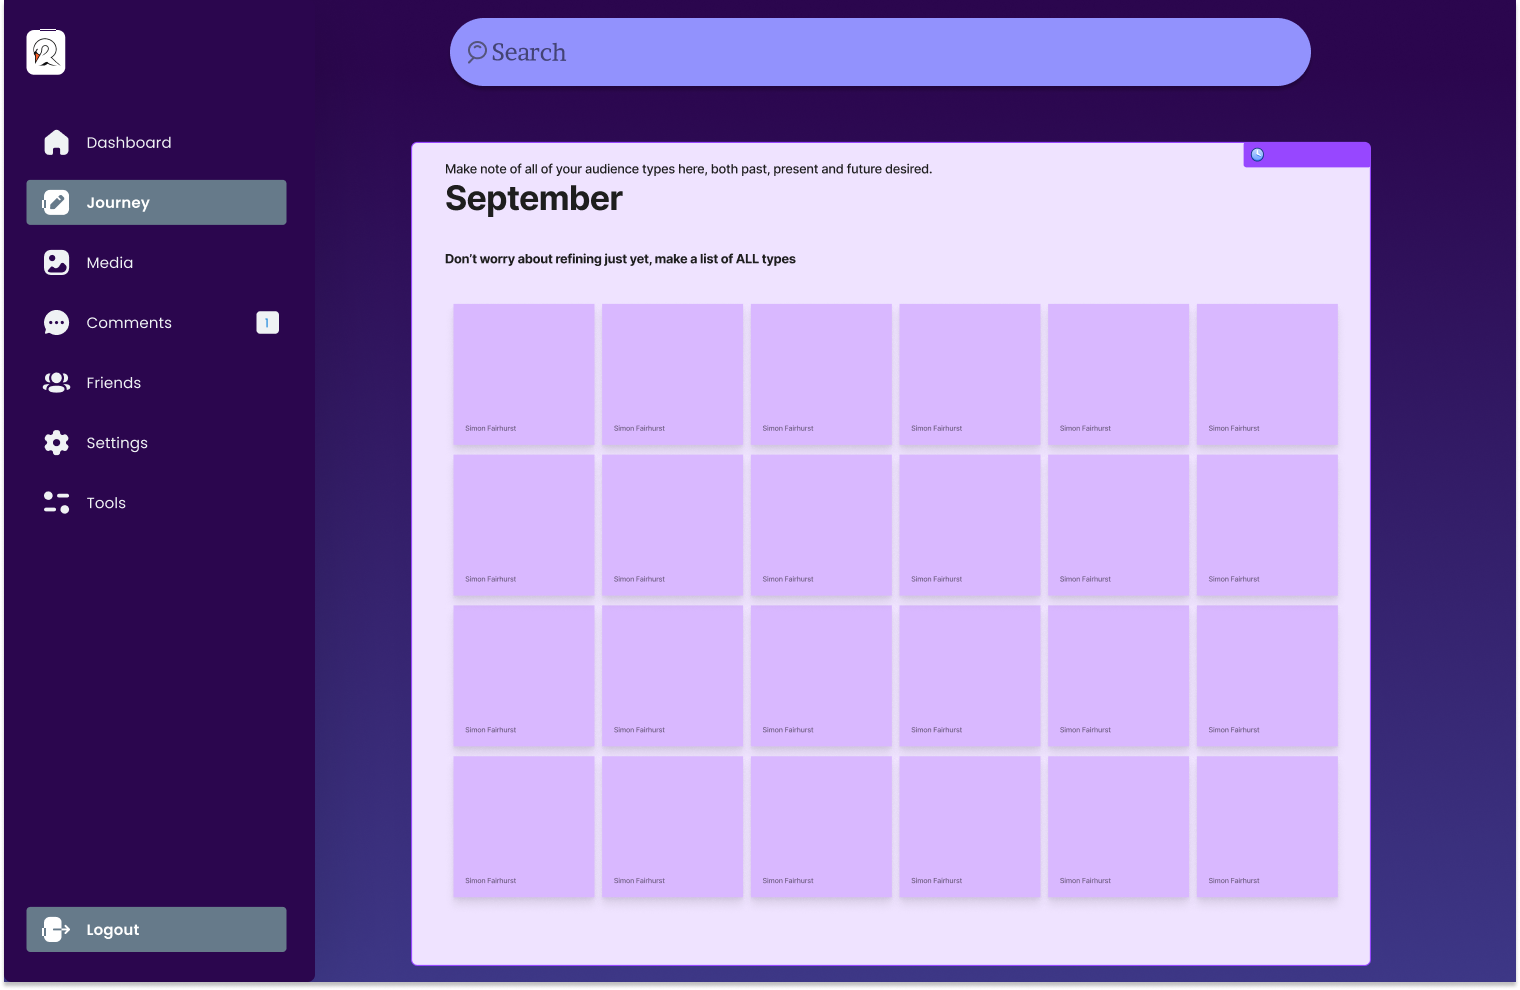 Search
Dashboard
Journey
Media
Comments 1
Friends
Settings
Tools
Logout
Make note of all of your audience types here, both past, present and future desired.
September
Don't worry about refining just yet, make a list of ALL types
Simon Fairhurst Simon Fairhurst Simon Fairhurst Simon Fairhurst Simon Fairhurst Simon Fairhurst
Simon Fairhurst Simon Fairhurst Simon Fairhurst Simon Fairhurst Simon Fairhurst Simon Fairhurst
Simon Fairhurst Simon Fairhurst Simon Fairhurst Simon Fairhurst Simon Fairhurst Simon Fairhurst
Simon Fairhurst Simon Fairhurst Simon Fairhurst Simon Fairhurst Simon Fairhurst Simon Fairhurst